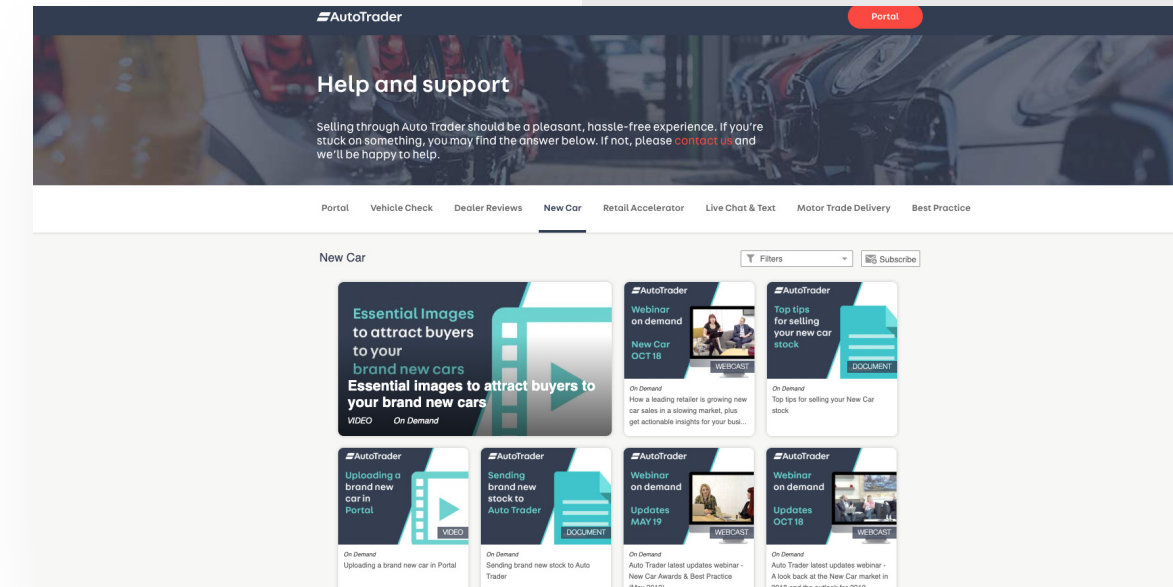 AutoTrader
Portal
Help and support
Selling through Auto Trader should be a pleasant, hassle-free experience. If you're
stuck on something, you may find the answer below. If not, please contact us and
we'll be happy to help.
Portal
Vehicle Check
Dealer Reviews
New Car
Retail Accelerator
Live Chat & Text
Motor Trade Delivery
Best Practice
New Car
Filters
Subscribe
Essential Images
to attract buyers
to your
brand new cars
Essential images to attract buyers to
your brand new cars
VIDEO On Demand
AutoTrader
Webinar
on demand
New Car
OCT 18
WEBCAST
On Demand
How a leading retailer is growing new
car sales in a slowing market, plus
get actionable insights for your busi...
AutoTrader
Top tips
for selling
your new car
stock
DOCUMENT
On Demand
Top tips for selling your New Car
stock
AutoTrader
Uploading a
brand new
car in
Portal
VIDEO
On Demand
Uploading a brand new car in Portal
AutoTrader
Sending
brand new
stock to
Auto Trader
DOCUMENT
On Demand
Sending brand new stock to Auto
Trader
AutoTrader
Webinar
on demand
Updates
MAY 19
WEBCAST
On Demand
Auto Trader latest updates webinar -
New Car Awards & Best Practice
(May 2019)
AutoTrader
Webinar
on demand
Updates
OCT 18
WEBCAST
On Demand
Auto Trader latest updates webinar -
A look back at the New Car market in
2018 and the outlook for 2019